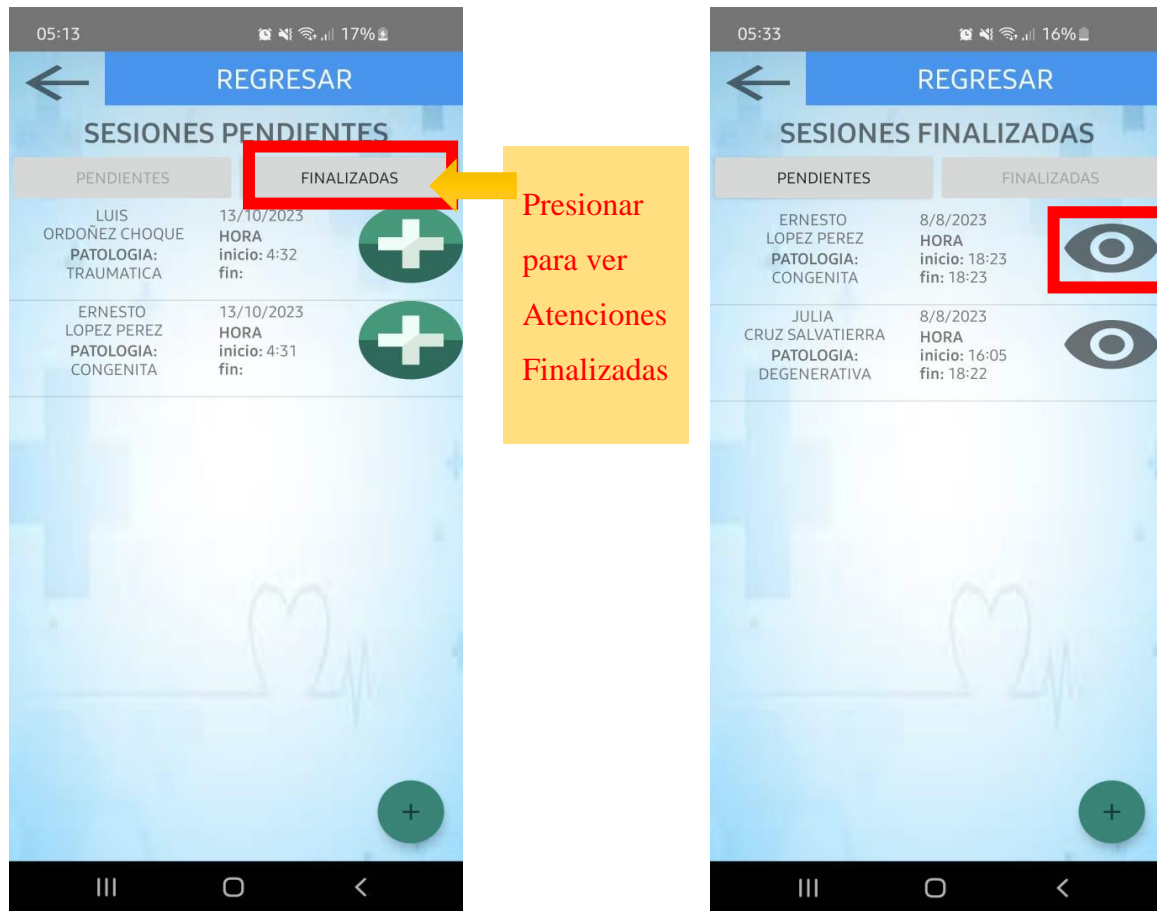 05:13
17%
REGRESAR
SESIONES PENDIENTES
PENDIENTES
FINALIZADAS
LUIS
ORDOÑEZ CHOQUE
PATOLOGIA:
TRAUMATICA
13/10/2023
HORA
inicio: 4:32
fin:
ERNESTO
LOPEZ PEREZ
PATOLOGIA:
CONGENITA
13/10/2023
HORA
inicio: 4:31
fin:
+
Presionar
para ver
Atenciones
Finalizadas
05:33
16%
REGRESAR
SESIONES FINALIZADAS
PENDIENTES
FINALIZADAS
ERNESTO
LOPEZ PEREZ
PATOLOGIA:
CONGENITA
8/8/2023
HORA
inicio: 18:23
fin: 18:23
JULIA
CRUZ SALVATIERRA
PATOLOGIA:
DEGENERATIVA
8/8/2023
HORA
inicio: 16:05
fin: 18:22
+